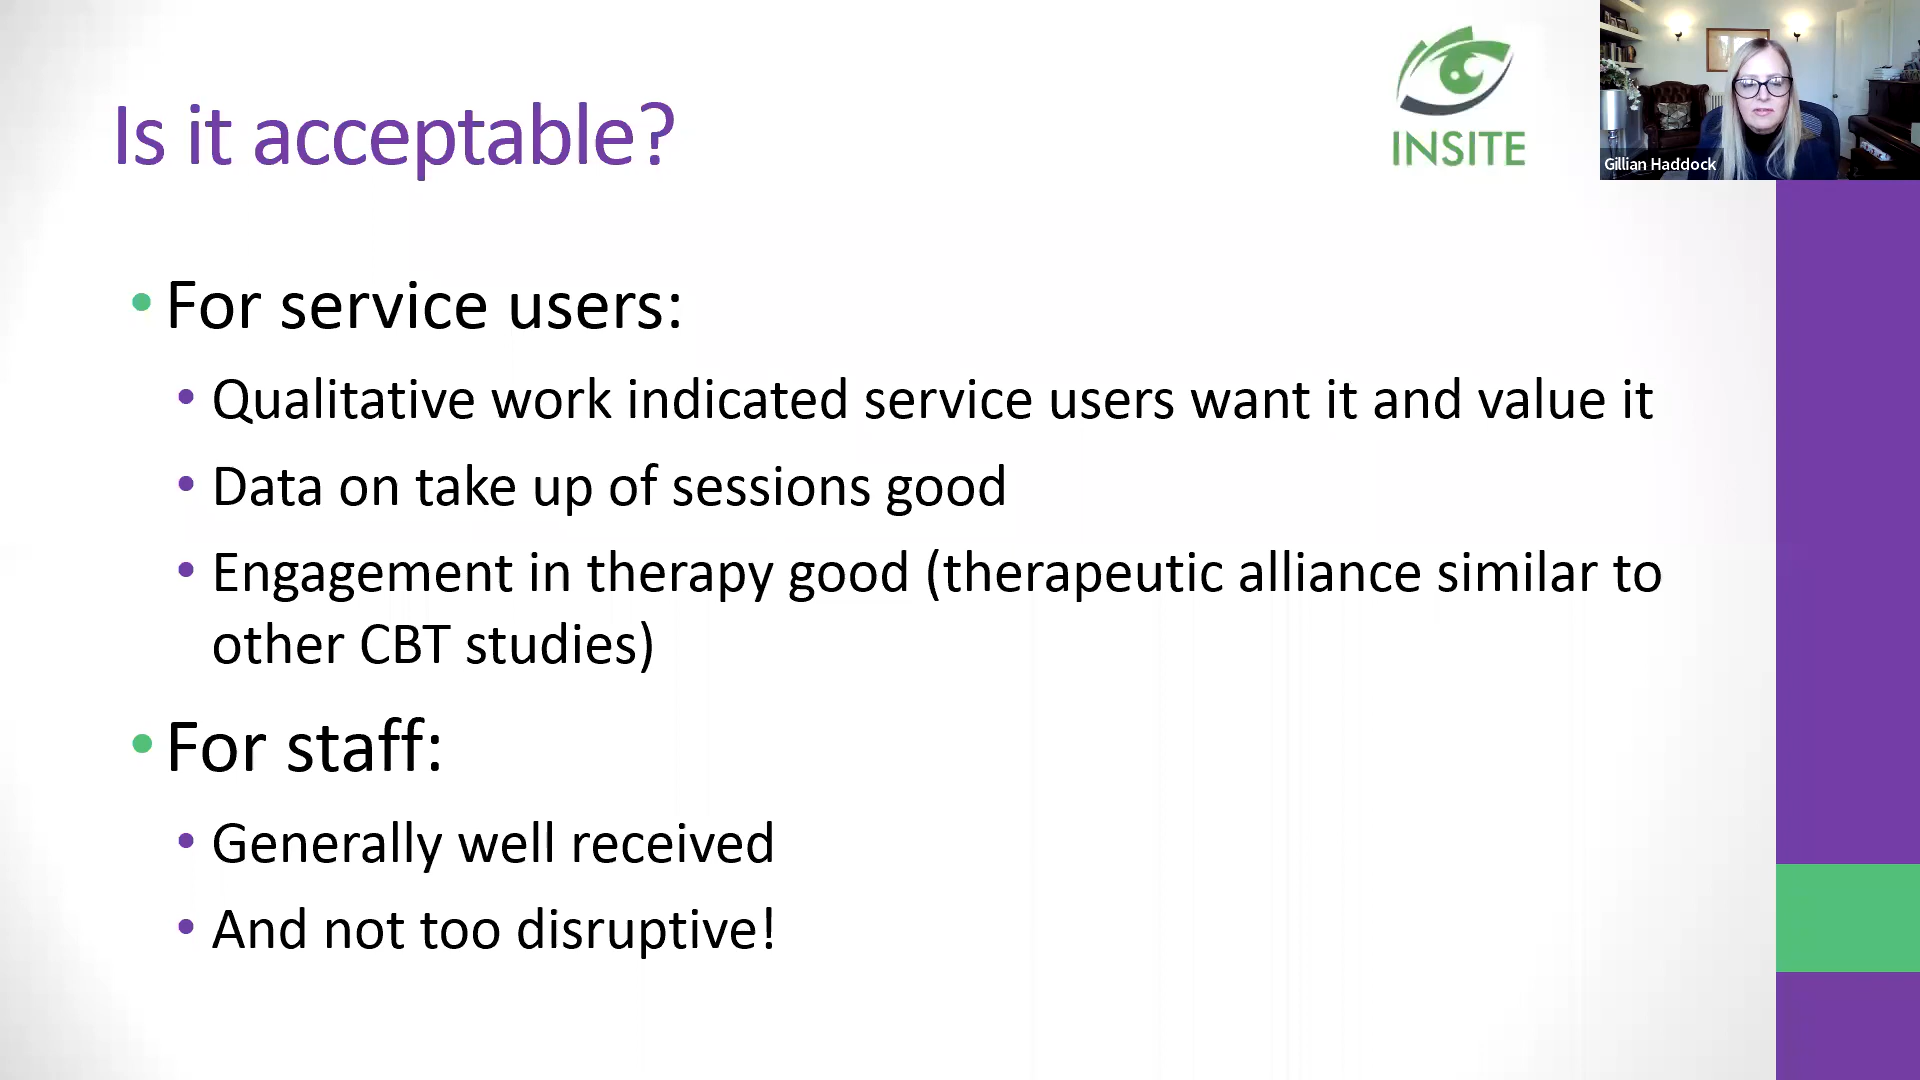 Is it acceptable?
INSITE
Gillian Haddock
• For service users:
• Qualitative work indicated service users want it and value it
• Data on take up of sessions good
• Engagement in therapy good (therapeutic alliance similar to
other CBT studies)
• For staff:
• Generally well received
• And not too disruptive!